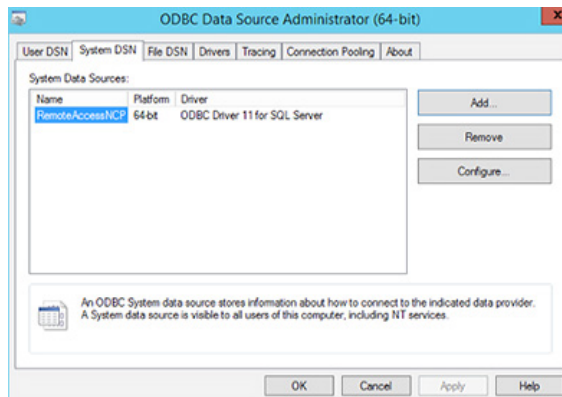 ODBC Data Source Administrator (64-bit)
x
User DSN System DSN File DSN Drivers Tracing Connection Pooling About
System Data Sources:
Name Platform Driver
RemoteAccessNCP 64-bit ODBC Driver 11 for SQL Server
Add...
Remove
Configure...
An ODBC System data source stores information about how to connect to the indicated data provider.
A System data source is visible to all users of this computer, including NT services.
OK Cancel Apply Help